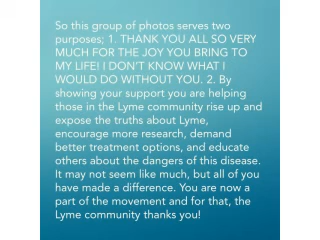 So this group of photos serves two
purposes; 1. THANK YOU ALL SO VERY
MUCH FOR THE JOY YOU BRING TO
MY LIFE! I DON'T KNOW WHAT I
WOULD DO WITHOUT YOU. 2. By
showing your support you are helping
those in the Lyme community rise up and
expose the truths about Lyme,
encourage more research, demand
better treatment options, and educate
others about the dangers of this disease.
It may not seem like much, but all of you
have made a difference. You are now a
part of the movement and for that, the
Lyme community thanks you!